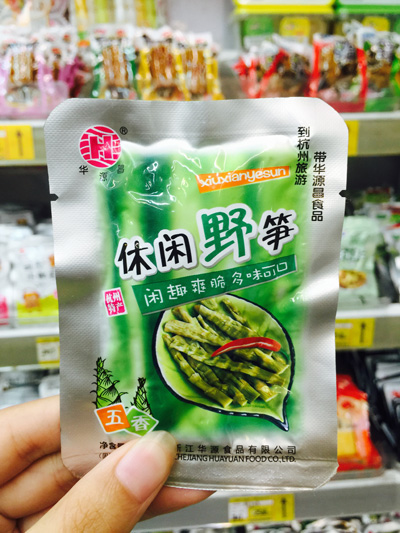 华源昌
®
xiuxianyesun
到杭州旅游
带华源昌食品
休闲野笋
闲趣爽脆多味可口
杭州
特产
五香
净含
浙江华源食品有限公司
ZHEJIANG HUAYUAN FOOD CO.,LTD.